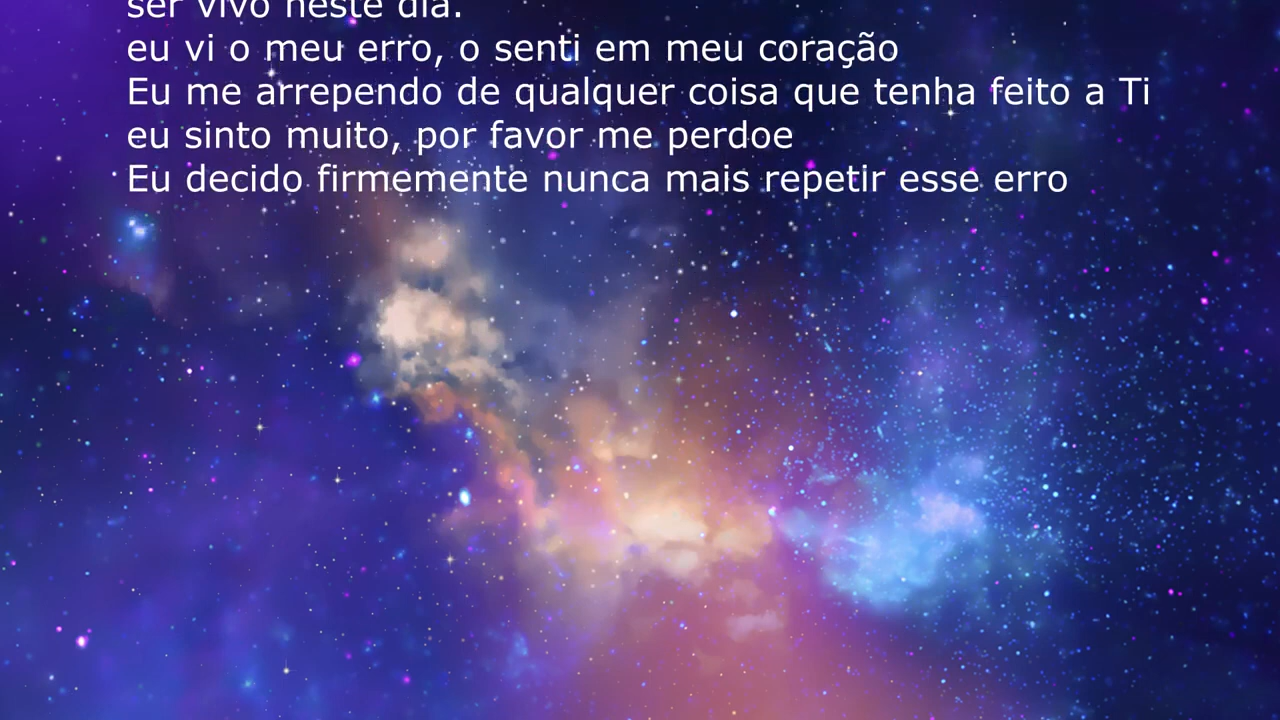 ser vivo neste dia.
eu vi o meu erro, o senti em meu coração
Eu me arrependo de qualquer coisa que tenha feito a Ti
eu sinto muito, por favor me perdoe
Eu decido firmemente nunca mais repetir esse erro